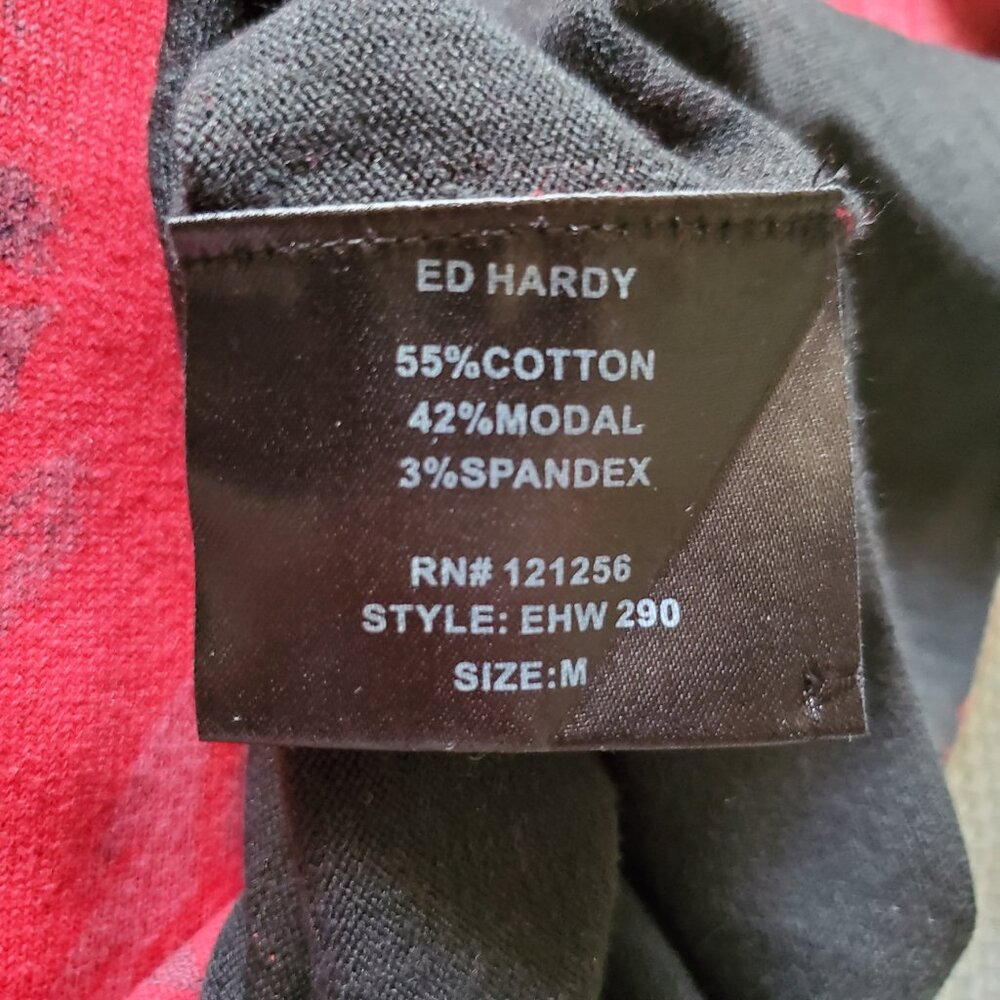 ED HARDY
55%COTTON
42%MODAL
3%SPANDEX
RN# 121256
STYLE: EHW 290
SIZE:M